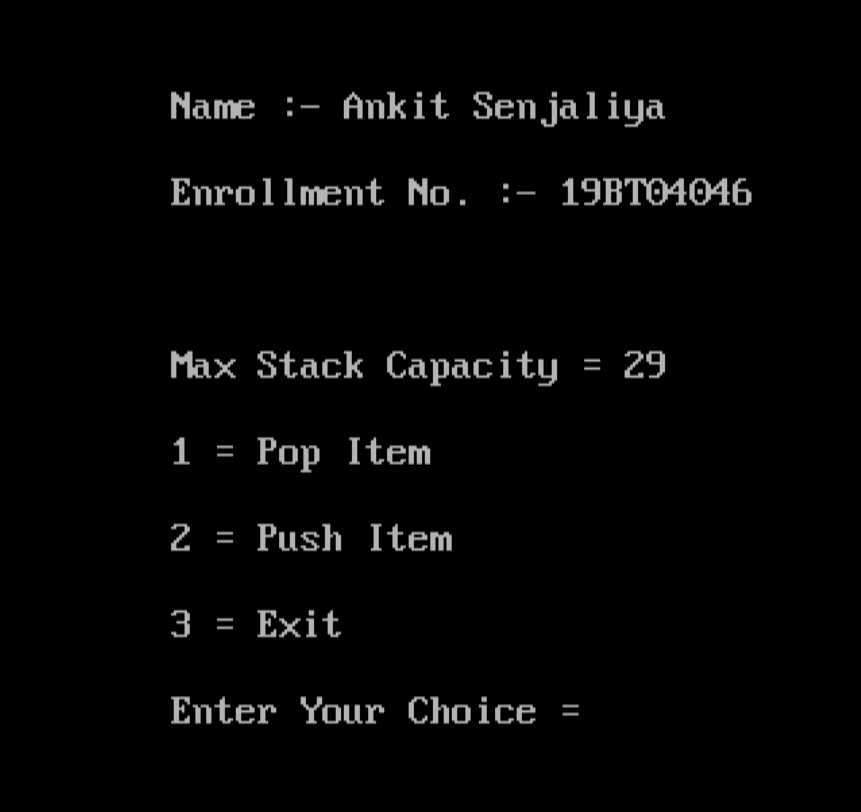 Name :- Ankit Senjaliya
Enrollment No. :- 19BT04046
Max Stack Capacity = 29
1 = Pop Item
2 = Push Item
3 = Exit
Enter Your Choice =